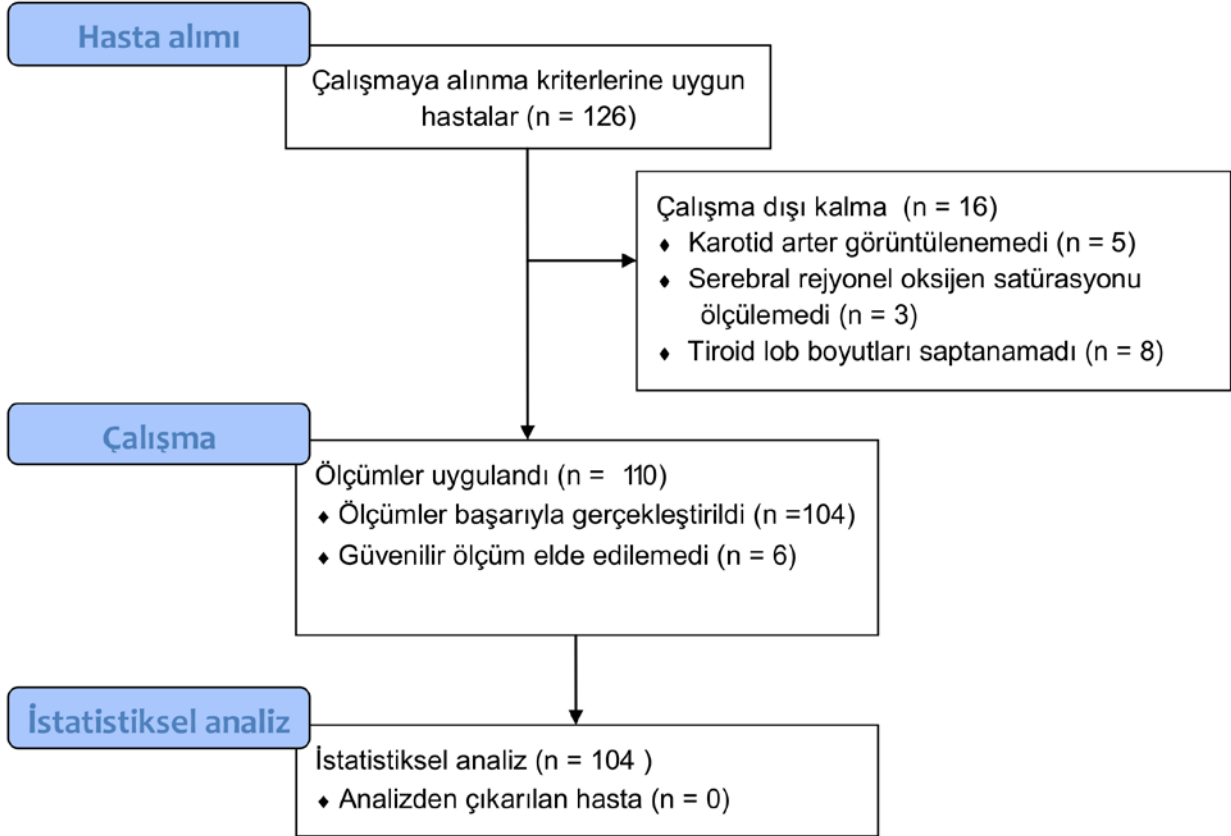 Hasta alımı
Çalışmaya alınma kriterlerine uygun
hastalar (n = 126)
Çalışma dışı kalma (n = 16)
♦ Karotid arter görüntülenemedi (n = 5)
♦ Serebral rejyonel oksijen satürasyonu
ölçülemedi (n = 3)
♦ Tiroid lob boyutları saptanamadı (n = 8)
Çalışma
Ölçümler uygulandı (n = 110)
♦ Ölçümler başarıyla gerçekleştirildi (n =104)
♦ Güvenilir ölçüm elde edilemedi (n = 6)
İstatistiksel analiz
İstatistiksel analiz (n = 104 )
♦ Analizden çıkarılan hasta (n = 0)